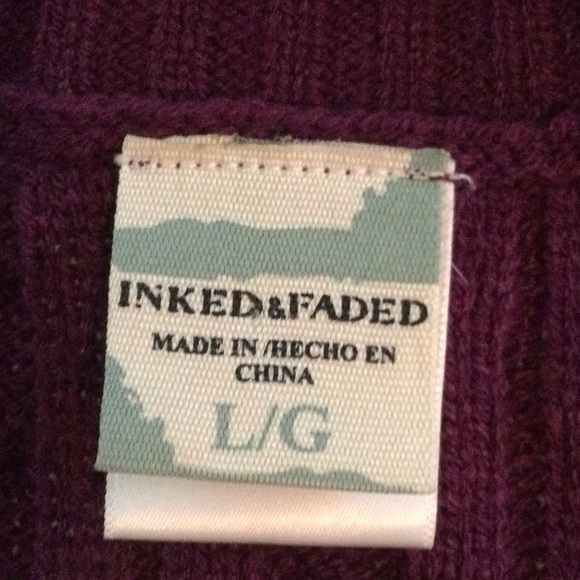 INKED&FADED
MADE IN /HECHO EN
CHINA
L/G